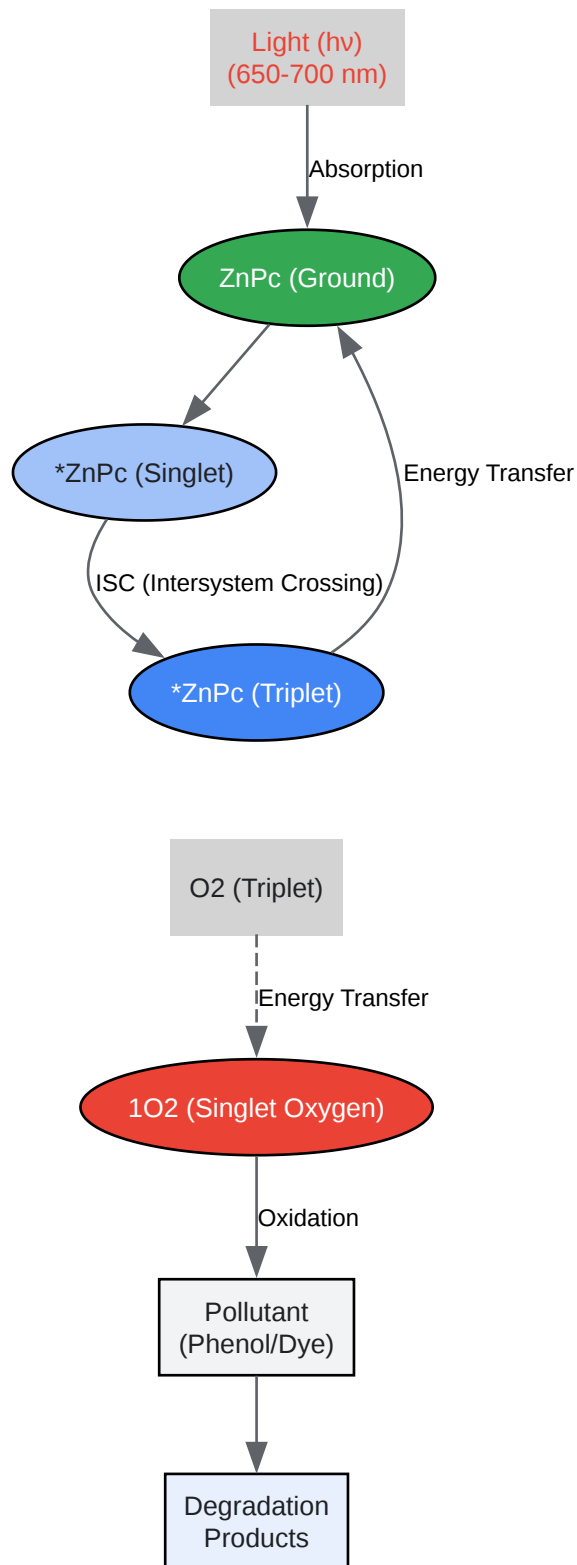 Light (hν)
(650-700 nm)
Absorption
ZnPc (Ground)
*ZnPc (Singlet)
Energy Transfer
ISC (Intersystem Crossing)
*ZnPc (Triplet)
O2 (Triplet)
Energy Transfer
1O2 (Singlet Oxygen)
Oxidation
Pollutant
(Phenol/Dye)
Degradation
Products